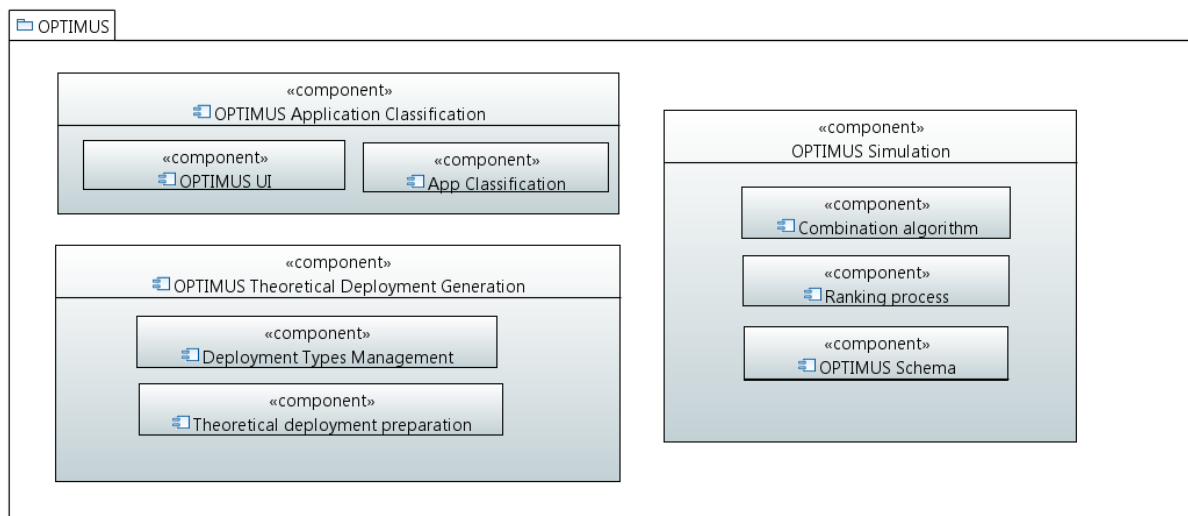 OPTIMUS
«component»
OPTIMUS Application Classification
«component»
OPTIMUS UI
«component»
App Classification
«component»
OPTIMUS Theoretical Deployment Generation
«component»
Deployment Types Management
«component»
Theoretical deployment preparation
«component»
OPTIMUS Simulation
«component»
Combination algorithm
«component»
Ranking process
«component»
OPTIMUS Schema